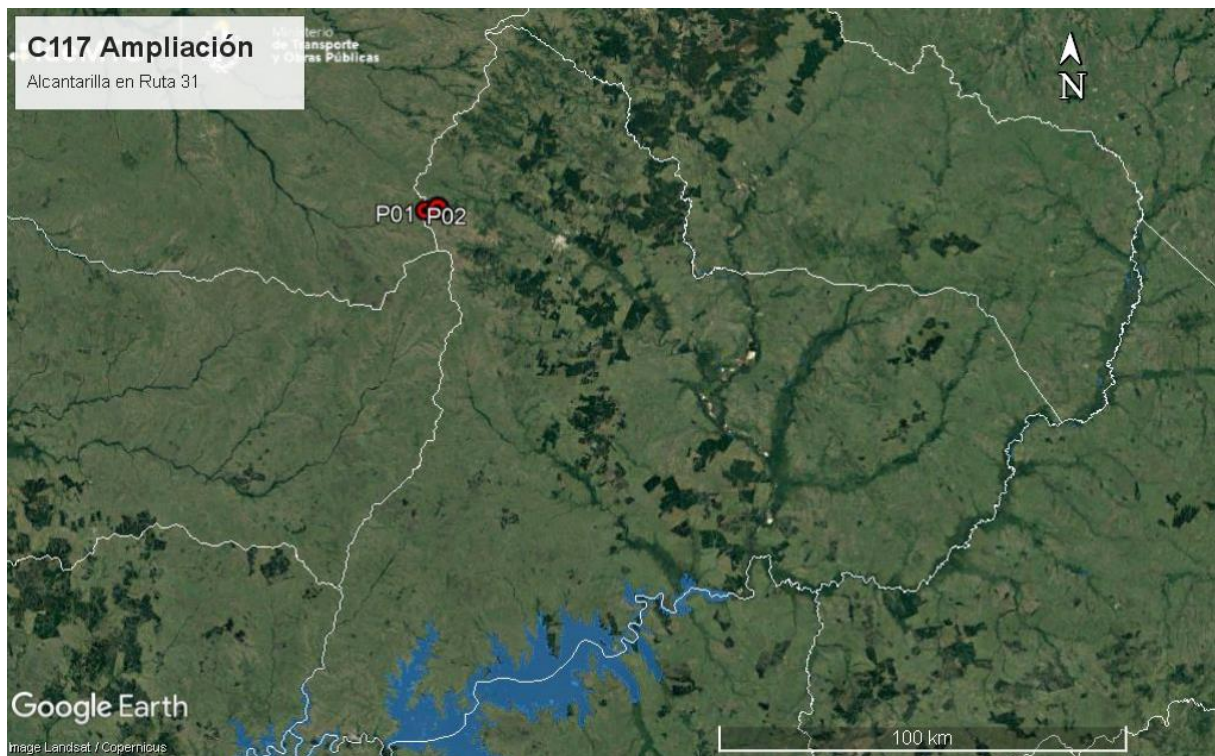 C117 Ampliación
Alcantarilla en Ruta 31
Ministerio
de Transporte
y Obras Públicas
N
P01
P02
Google Earth
100 km
Image Landsat / Copernicus